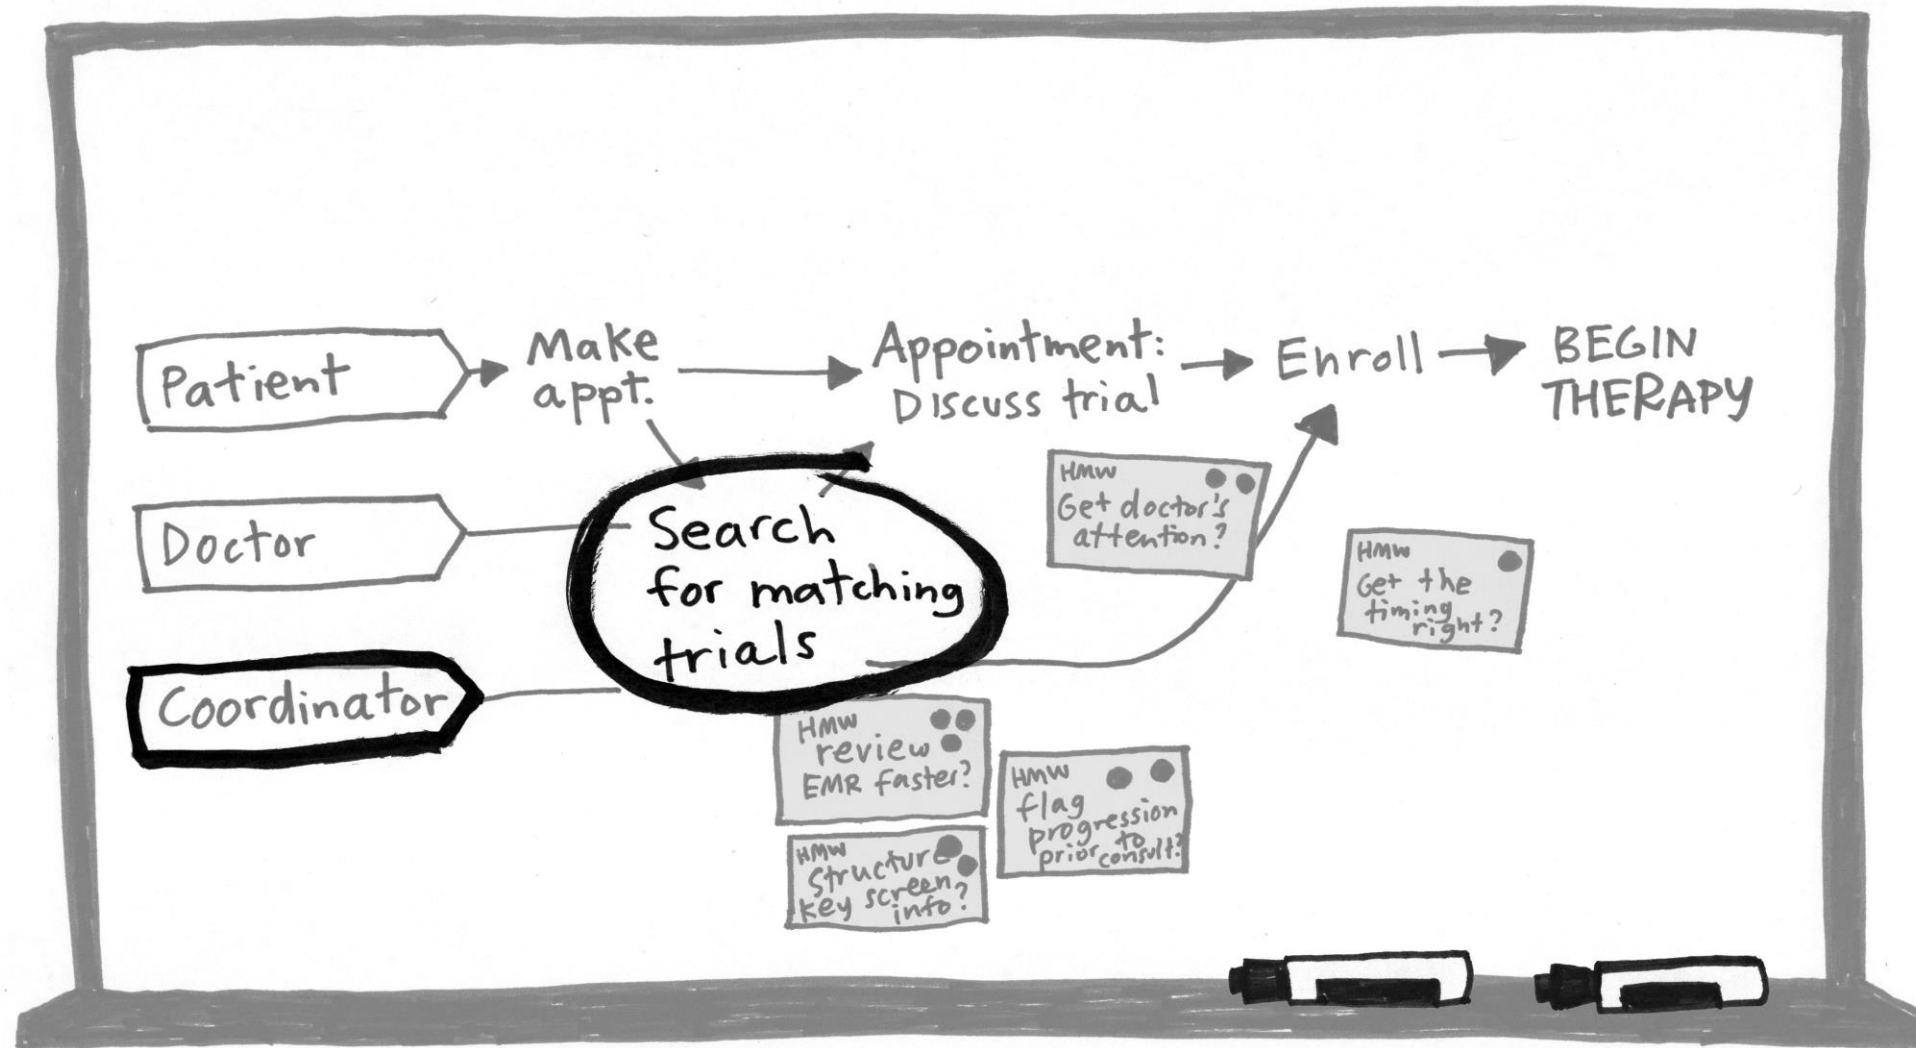 Patient
Make
appt.
Appointment:
Discuss trial
Enroll
BEGIN
THERAPY
Doctor
Search
for matching
trials
HMW
Get doctor's
attention?
HMW
Get the
timing
right?
Coordinator
HMW
review
EMR faster?
HMW
flag
progression
prior to
consult?
HMW
Structure
key screen
info?